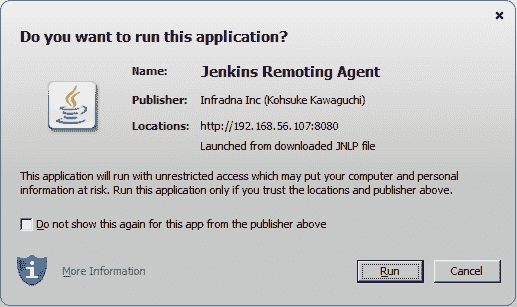 Do you want to run this application?
Name: Jenkins Remoting Agent
Publisher: Infradna Inc (Kohsuke Kawaguchi)
Locations: http://192.168.56.107:8080
Launched from downloaded JNLP file
This application will run with unrestricted access which may put your computer and personal
information at risk. Run this application only if you trust the locations and publisher above.
Do not show this again for this app from the publisher above
More Information
Run
Cancel